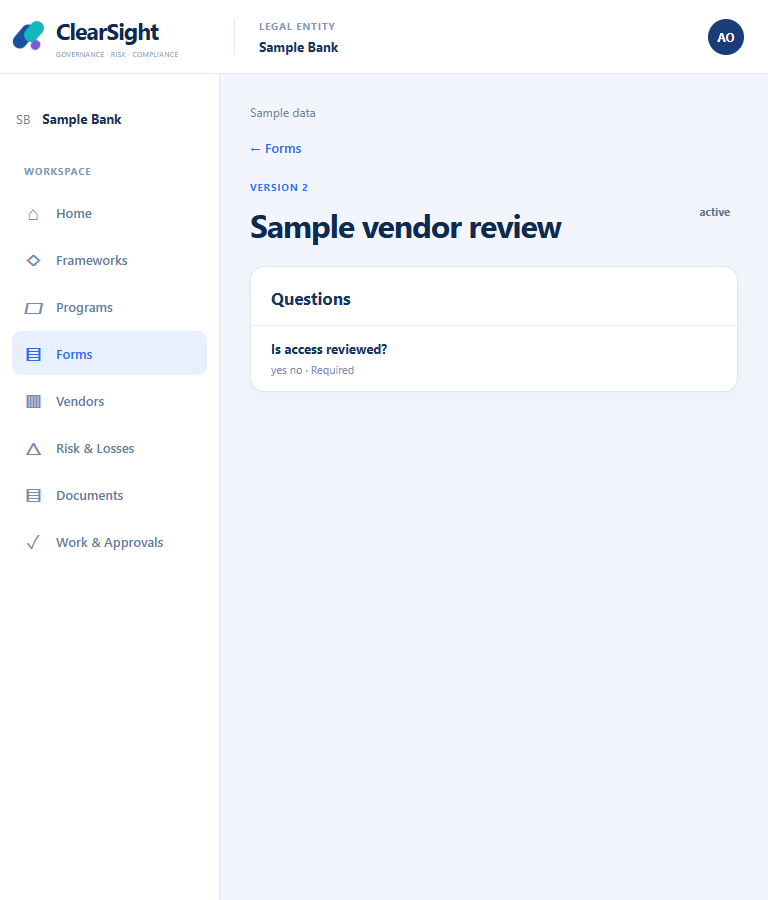 ClearSight
GOVERNANCE · RISK · COMPLIANCE
LEGAL ENTITY
Sample Bank
AO
SB Sample Bank
WORKSPACE
Home
Frameworks
Programs
Forms
Vendors
Risk & Losses
Documents
Work & Approvals
Sample data
← Forms
VERSION 2
Sample vendor review
active
Questions
Is access reviewed?
yes no · Required